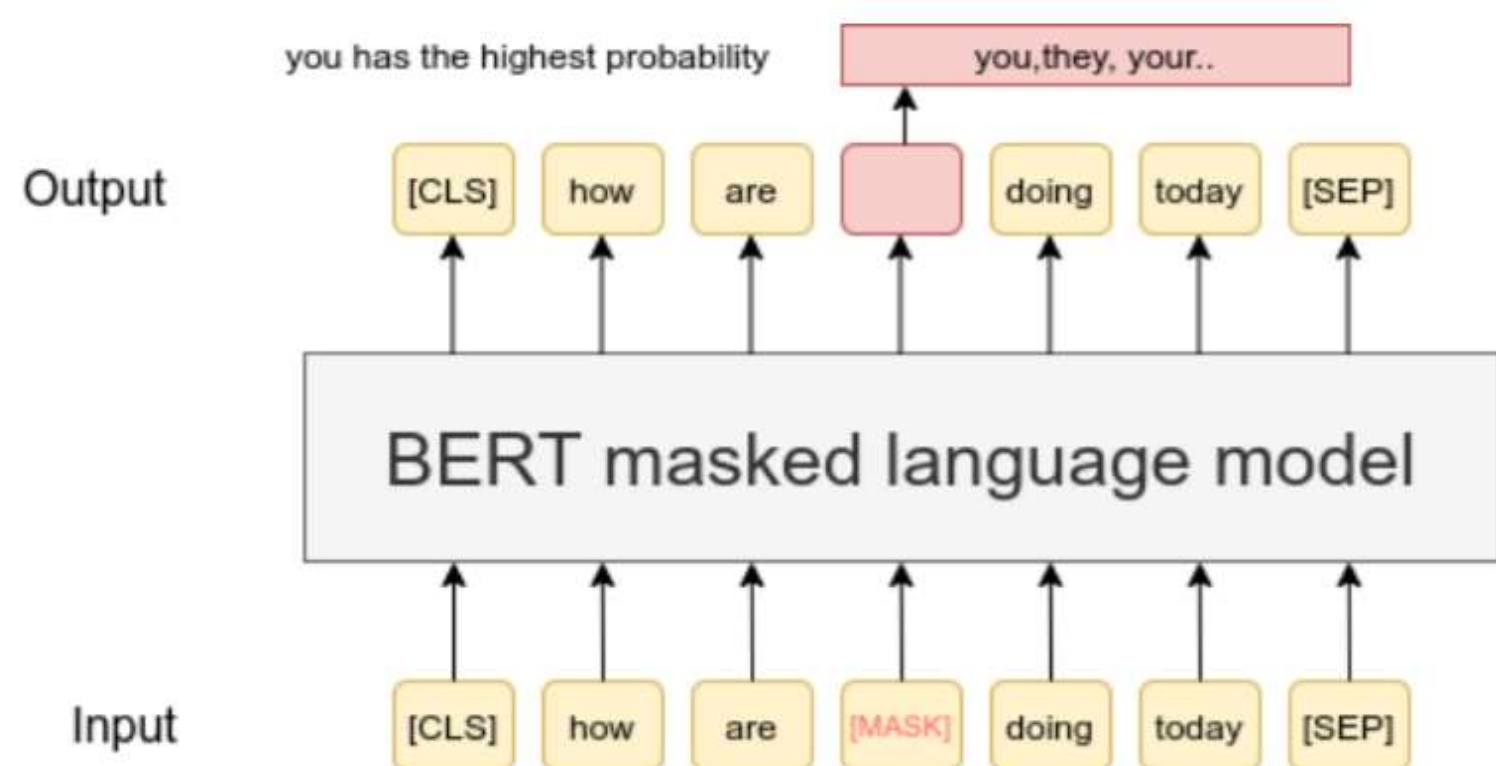 you has the highest probability you,they, your..
Output [CLS] how are doing today [SEP]
BERT masked language model
Input [CLS] how are [MASK] doing today [SEP]